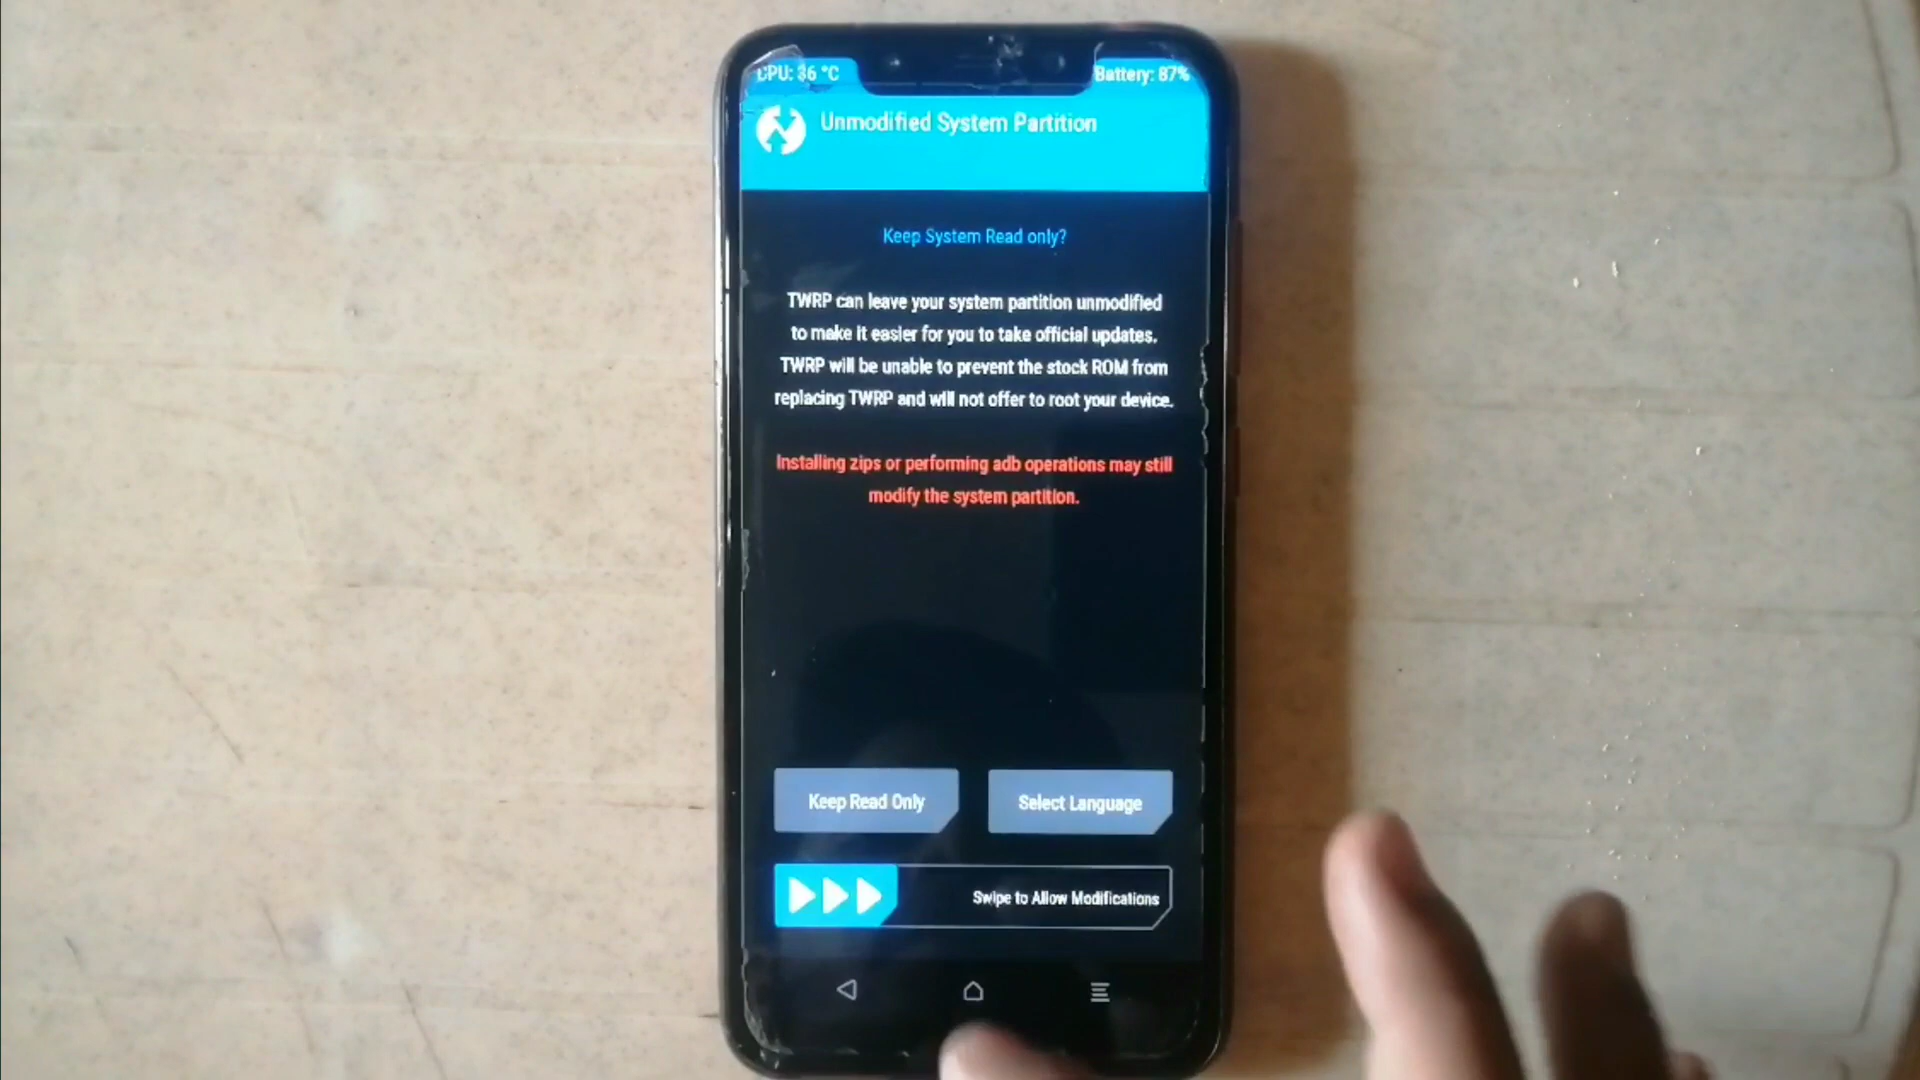 CPU: 36 °C
Battery: 87%
Unmodified System Partition
Keep System Read only?
TWRP can leave your system partition unmodified
to make it easier for you to take official updates.
TWRP will be unable to prevent the stock ROM from
replacing TWRP and will not offer to root your device.
Installing zips or performing adb operations may still
modify the system partition.
Keep Read Only
Select Language
Swipe to Allow Modifications